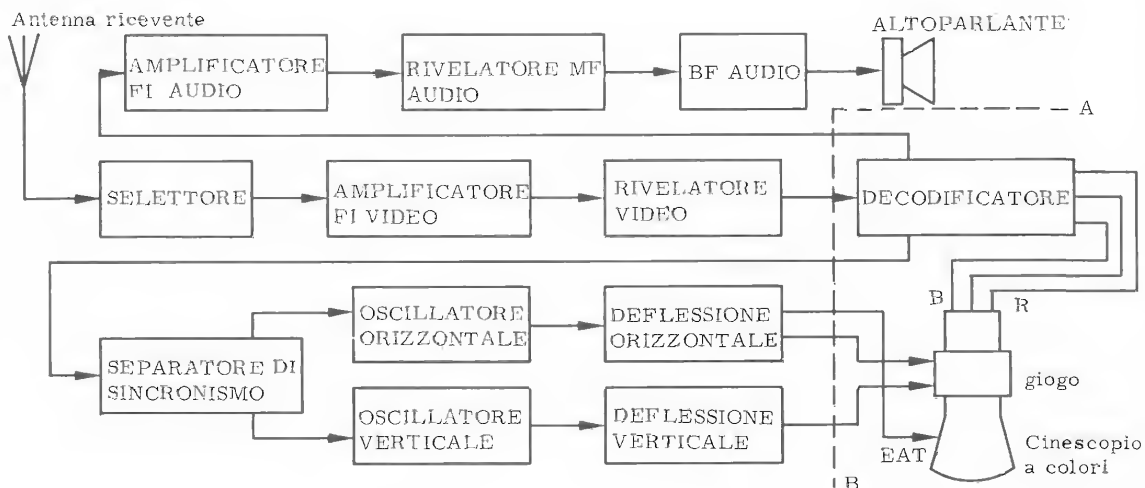 Antenna ricevente
ALTOPARLANTE
AMPLIFICATORE
FI AUDIO
RIVELATORE MF
AUDIO
BF AUDIO
A
SELETTORE
AMPLIFICATORE
FI VIDEO
RIVELATORE
VIDEO
DECODIFICATORE
B
R
OSCILLATORE
ORIZZONTALE
DEFLESSIONE
ORIZZONTALE
SEPARATORE DI
SINCRONISMO
giogo
OSCILLATORE
VERTICALE
DEFLESSIONE
VERTICALE
EAT
Cinescopio
a colori
B